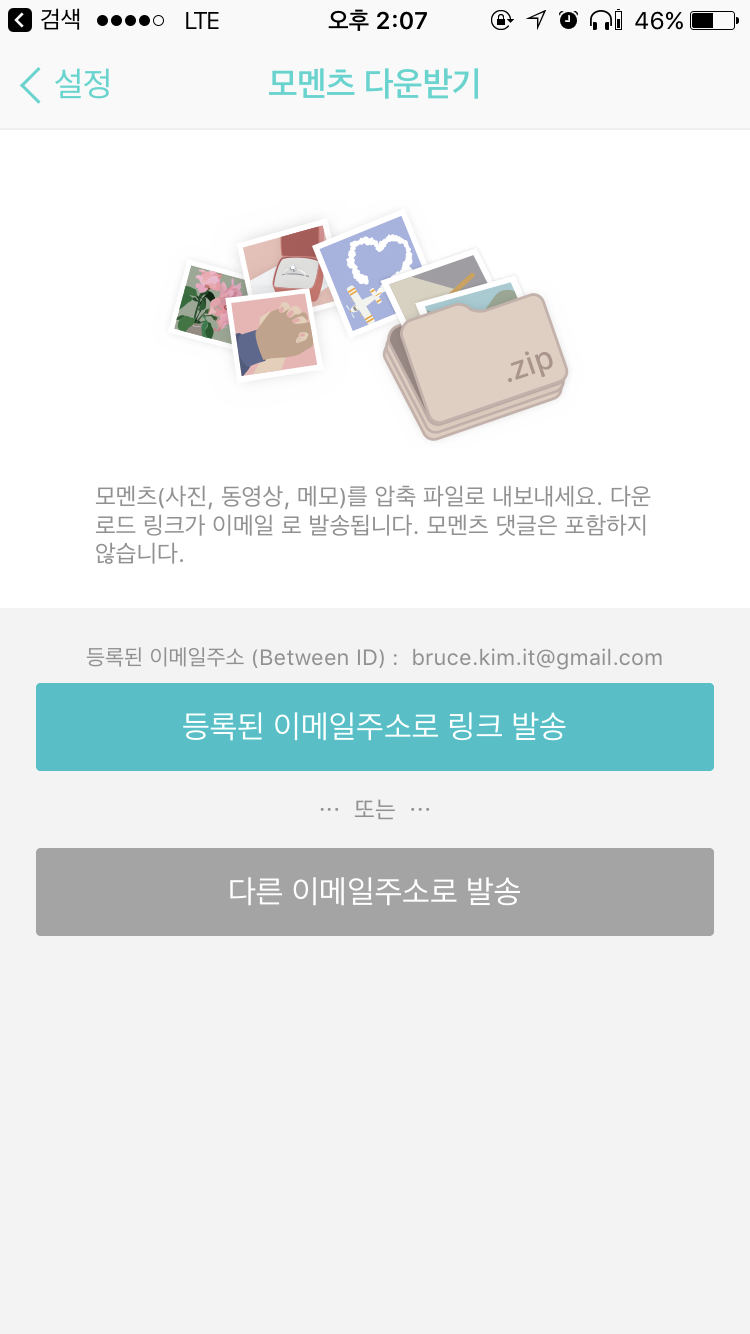 검색 LTE 오후 2:07 46%
설정 모멘츠 다운받기
.zip
모멘츠(사진, 동영상, 메모)를 압축 파일로 내보내세요. 다운
로드 링크가 이메일 로 발송됩니다. 모멘츠 댓글은 포함하지
않습니다.
등록된 이메일주소 (Between ID) : bruce.kim.it@gmail.com
등록된 이메일주소로 링크 발송
··· 또는 ···
다른 이메일주소로 발송